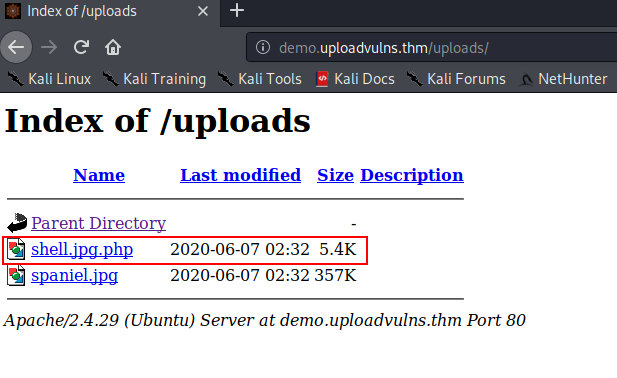 Index of /uploads
demo.uploadvulns.thm/uploads/
Kali Linux Kali Training Kali Tools Kali Docs Kali Forums NetHunter
Index of /uploads
Name Last modified Size Description
Parent Directory -
shell.jpg.php 2020-06-07 02:32 5.4K
spaniel.jpg 2020-06-07 02:32 357K
Apache/2.4.29 (Ubuntu) Server at demo.uploadvulns.thm Port 80